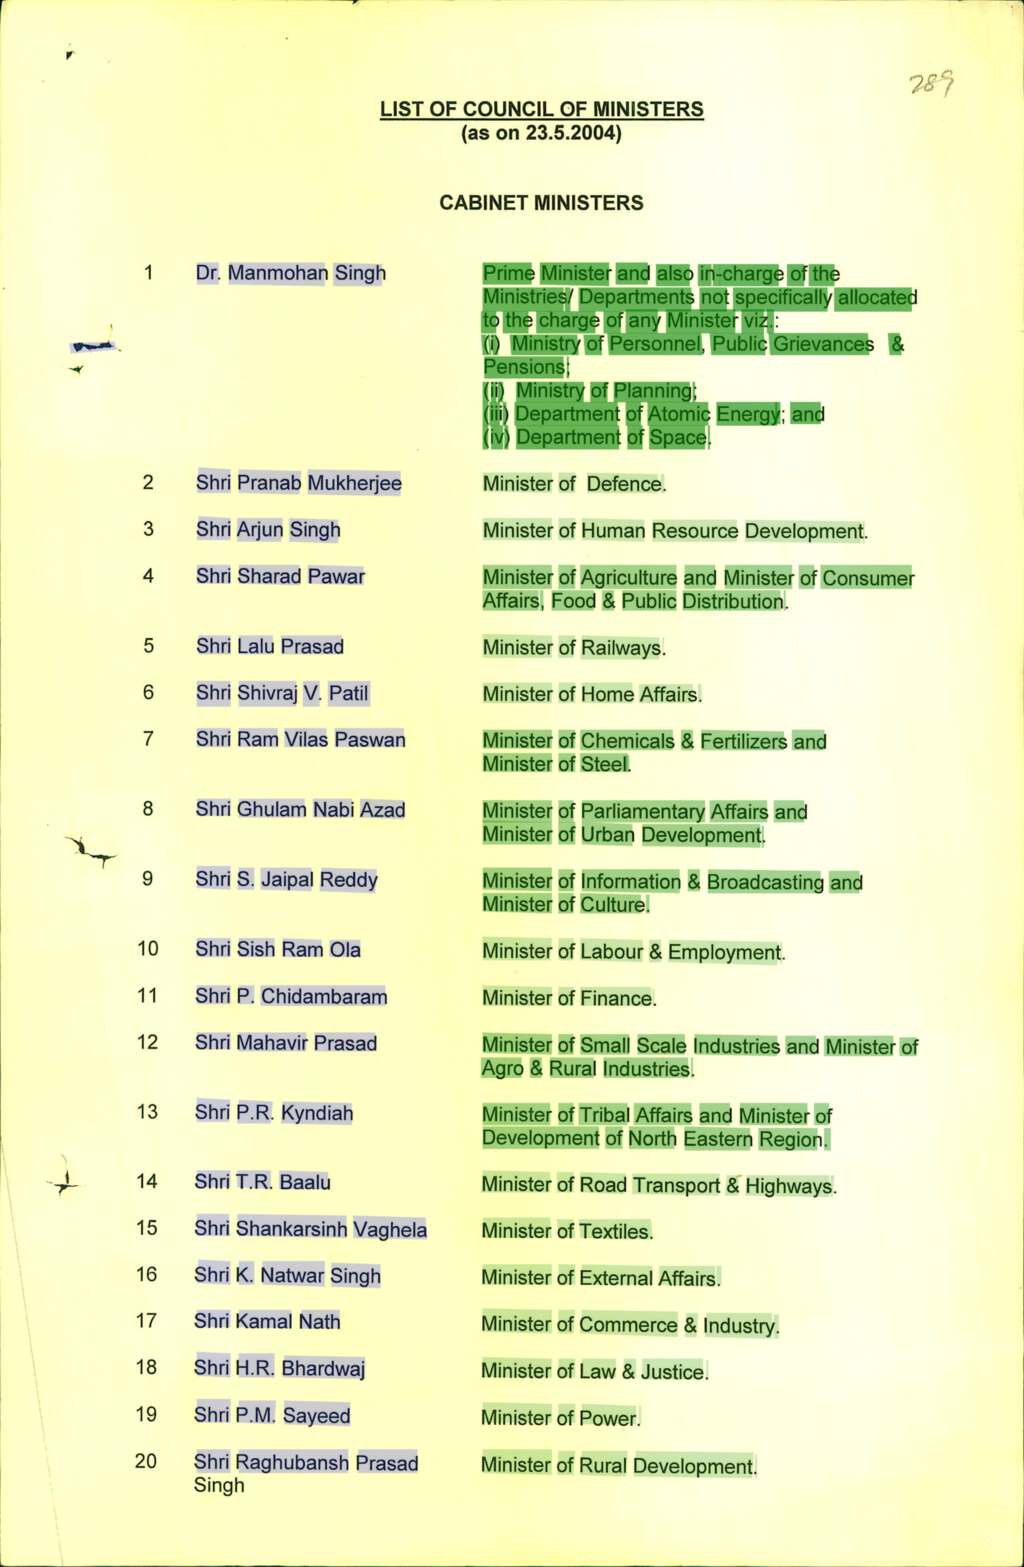 289
LIST OF COUNCIL OF MINISTERS
(as on 23.5.2004)
CABINET MINISTERS
1 Dr. Manmohan Singh Prime Minister and also in-charge of the
Ministries/ Departments not specifically allocated
to the charge of any Minister viz.:
(i) Ministry of Personnel, Public Grievances &
Pensions;
(ii) Ministry of Planning;
(iii) Department of Atomic Energy; and
(iv) Department of Space.
2 Shri Pranab Mukherjee Minister of Defence.
3 Shri Arjun Singh Minister of Human Resource Development.
4 Shri Sharad Pawar Minister of Agriculture and Minister of Consumer
Affairs, Food & Public Distribution.
5 Shri Lalu Prasad Minister of Railways.
6 Shri Shivraj V. Patil Minister of Home Affairs.
7 Shri Ram Vilas Paswan Minister of Chemicals & Fertilizers and
Minister of Steel.
8 Shri Ghulam Nabi Azad Minister of Parliamentary Affairs and
Minister of Urban Development.
9 Shri S. Jaipal Reddy Minister of Information & Broadcasting and
Minister of Culture.
10 Shri Sish Ram Ola Minister of Labour & Employment.
11 Shri P. Chidambaram Minister of Finance.
12 Shri Mahavir Prasad Minister of Small Scale Industries and Minister of
Agro & Rural Industries.
13 Shri P.R. Kyndiah Minister of Tribal Affairs and Minister of
Development of North Eastern Region.
14 Shri T.R. Baalu Minister of Road Transport & Highways.
15 Shri Shankarsinh Vaghela Minister of Textiles.
16 Shri K. Natwar Singh Minister of External Affairs.
17 Shri Kamal Nath Minister of Commerce & Industry.
18 Shri H.R. Bhardwaj Minister of Law & Justice.
19 Shri P.M. Sayeed Minister of Power.
20 Shri Raghubansh Prasad Minister of Rural Development.
Singh